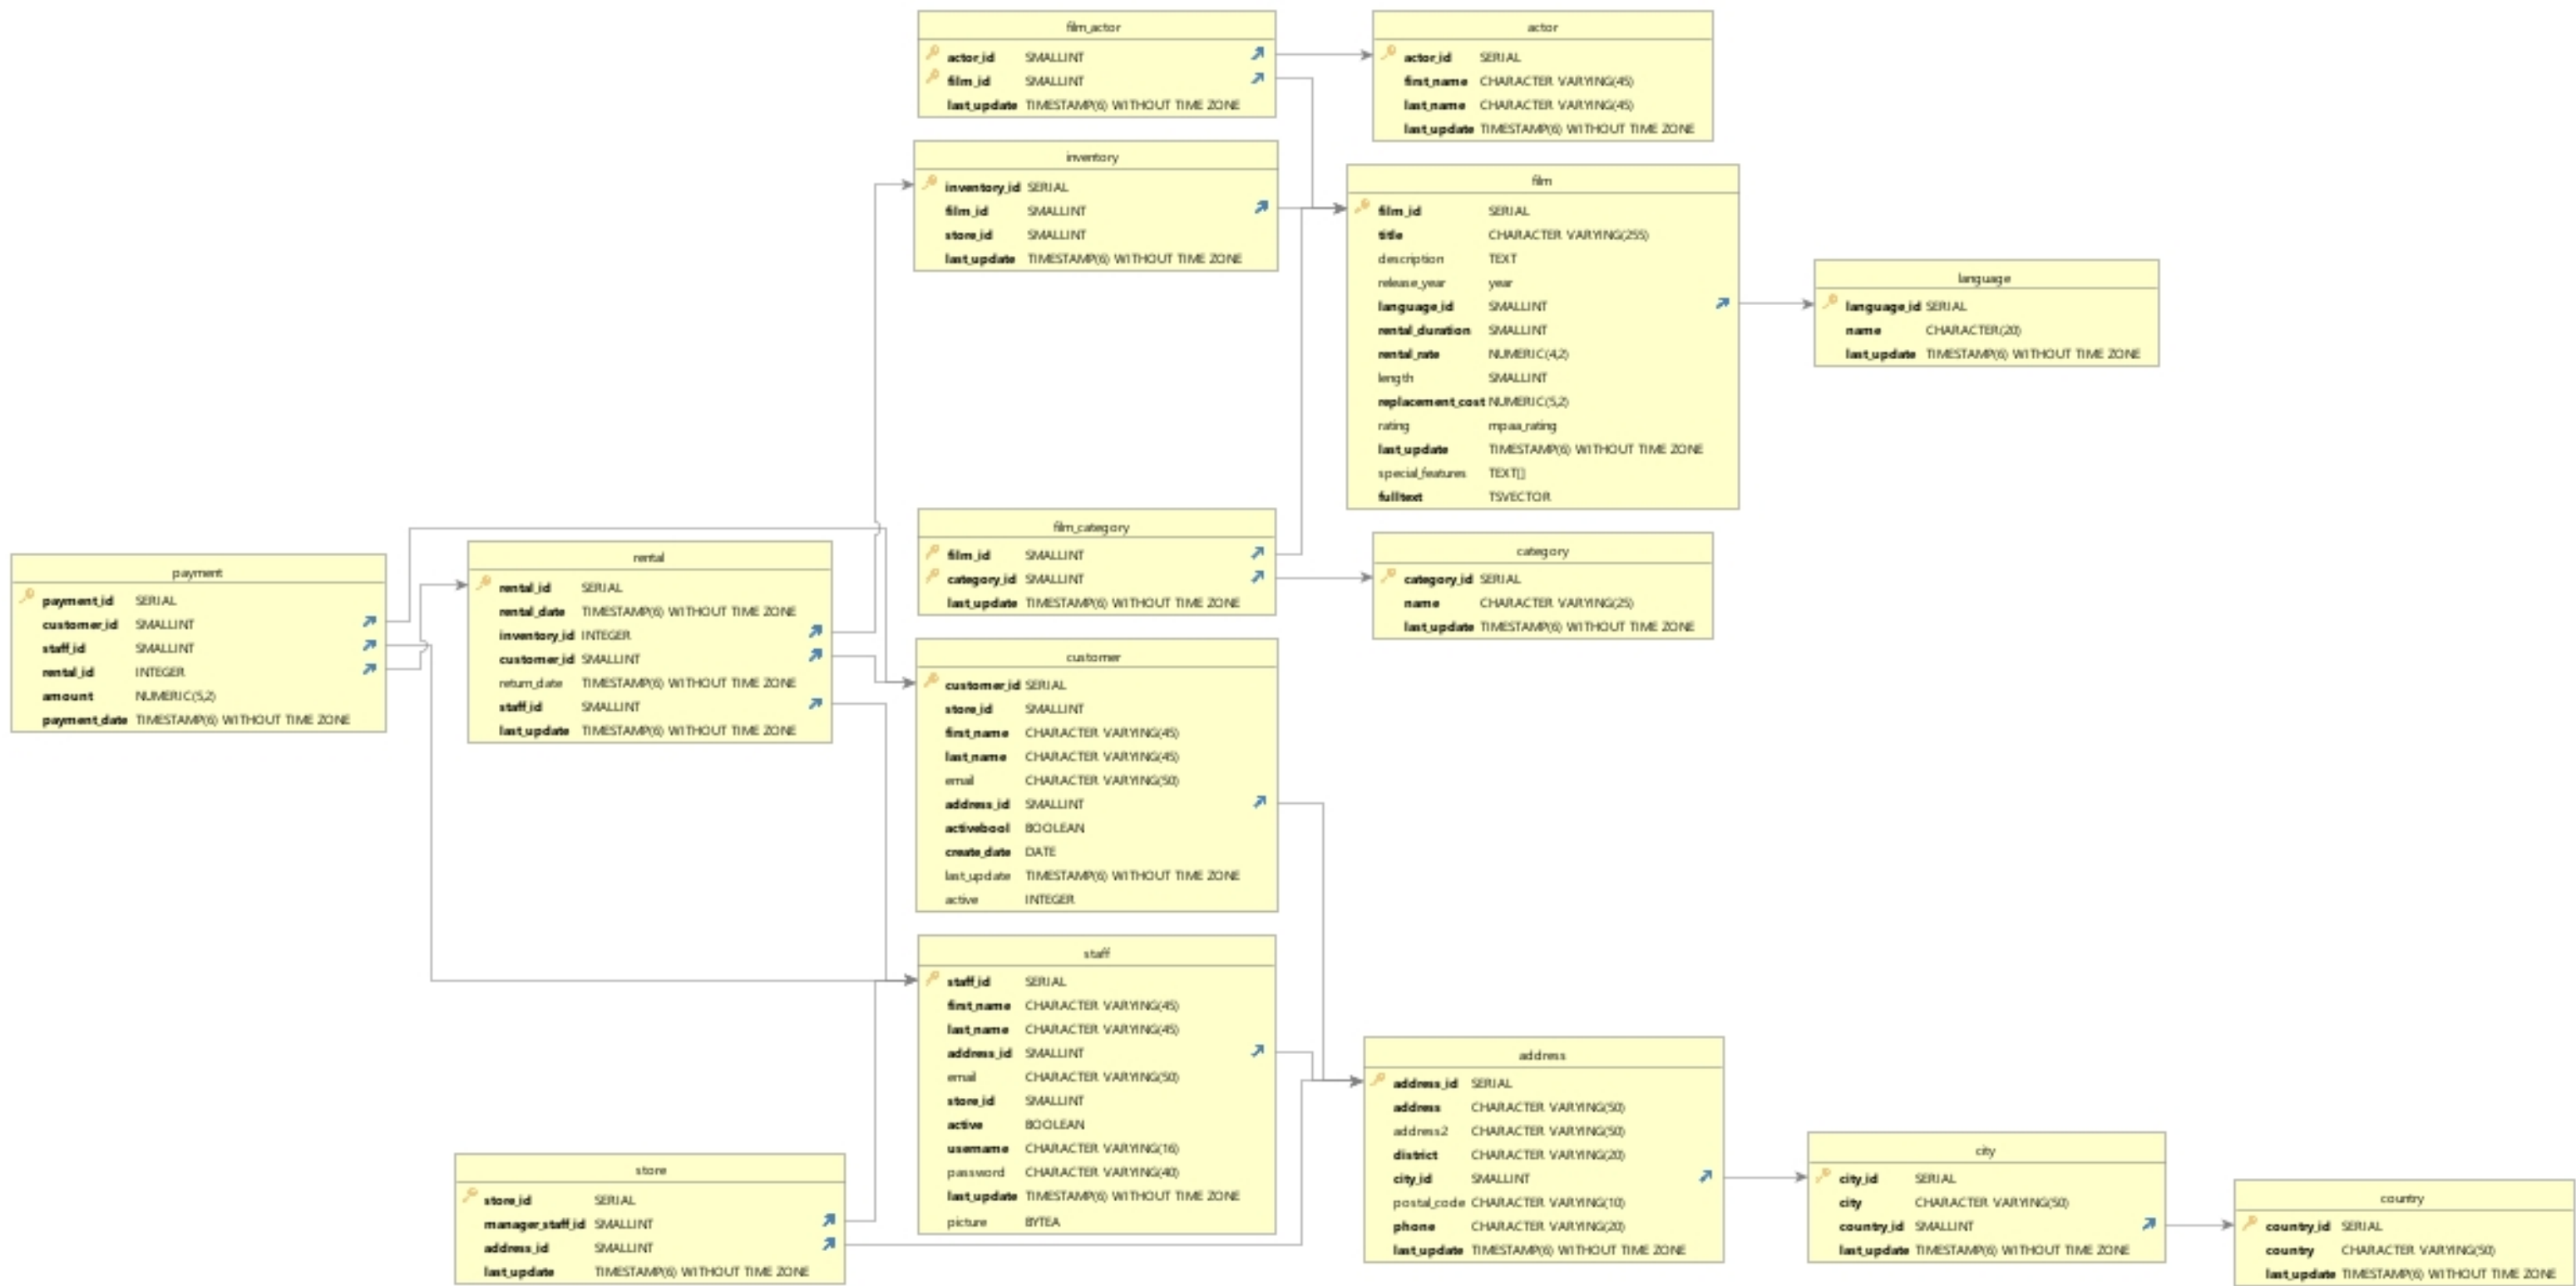 film_actor
actor_id SMALLINT
film_id SMALLINT
last_update TIMESTAMP(6) WITHOUT TIME ZONE
actor
actor_id SERIAL
first_name CHARACTER VARYING(45)
last_name CHARACTER VARYING(45)
last_update TIMESTAMP(6) WITHOUT TIME ZONE
inventory
inventory_id SERIAL
film_id SMALLINT
store_id SMALLINT
last_update TIMESTAMP(6) WITHOUT TIME ZONE
film
film_id SERIAL
title CHARACTER VARYING(255)
description TEXT
release_year year
language_id SMALLINT
rental_duration SMALLINT
rental_rate NUMERIC(4,2)
length SMALLINT
replacement_cost NUMERIC(5,2)
rating mpaa_rating
last_update TIMESTAMP(6) WITHOUT TIME ZONE
special_features TEXT[]
fulltext TSVECTOR
language
language_id SERIAL
name CHARACTER(20)
last_update TIMESTAMP(6) WITHOUT TIME ZONE
film_category
film_id SMALLINT
category_id SMALLINT
last_update TIMESTAMP(6) WITHOUT TIME ZONE
category
category_id SERIAL
name CHARACTER VARYING(25)
last_update TIMESTAMP(6) WITHOUT TIME ZONE
payment
payment_id SERIAL
customer_id SMALLINT
staff_id SMALLINT
rental_id INTEGER
amount NUMERIC(5,2)
payment_date TIMESTAMP(6) WITHOUT TIME ZONE
rental
rental_id SERIAL
rental_date TIMESTAMP(6) WITHOUT TIME ZONE
inventory_id INTEGER
customer_id SMALLINT
return_date TIMESTAMP(6) WITHOUT TIME ZONE
staff_id SMALLINT
last_update TIMESTAMP(6) WITHOUT TIME ZONE
customer
customer_id SERIAL
store_id SMALLINT
first_name CHARACTER VARYING(45)
last_name CHARACTER VARYING(45)
email CHARACTER VARYING(50)
address_id SMALLINT
activebool BOOLEAN
create_date DATE
last_update TIMESTAMP(6) WITHOUT TIME ZONE
active INTEGER
staff
staff_id SERIAL
first_name CHARACTER VARYING(45)
last_name CHARACTER VARYING(45)
address_id SMALLINT
email CHARACTER VARYING(50)
store_id SMALLINT
active BOOLEAN
username CHARACTER VARYING(16)
password CHARACTER VARYING(40)
last_update TIMESTAMP(6) WITHOUT TIME ZONE
picture BYTEA
store
store_id SERIAL
manager_staff_id SMALLINT
address_id SMALLINT
last_update TIMESTAMP(6) WITHOUT TIME ZONE
address
address_id SERIAL
address CHARACTER VARYING(50)
address2 CHARACTER VARYING(50)
district CHARACTER VARYING(20)
city_id SMALLINT
postal_code CHARACTER VARYING(10)
phone CHARACTER VARYING(20)
last_update TIMESTAMP(6) WITHOUT TIME ZONE
city
city_id SERIAL
city CHARACTER VARYING(50)
country_id SMALLINT
last_update TIMESTAMP(6) WITHOUT TIME ZONE
country
country_id SERIAL
country CHARACTER VARYING(50)
last_update TIMESTAMP(6) WITHOUT TIME ZONE